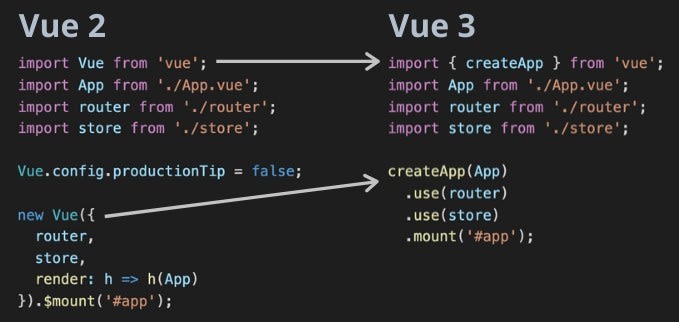 Vue 2
import Vue from 'vue';
import App from './App.vue';
import router from './router';
import store from './store';
Vue.config.productionTip = false;
new Vue({
router,
store,
render: h => h(App)
}).$mount('#app');
Vue 3
import { createApp } from 'vue';
import App from './App.vue';
import router from './router';
import store from './store';
createApp(App)
.use(router)
.use(store)
.mount('#app');